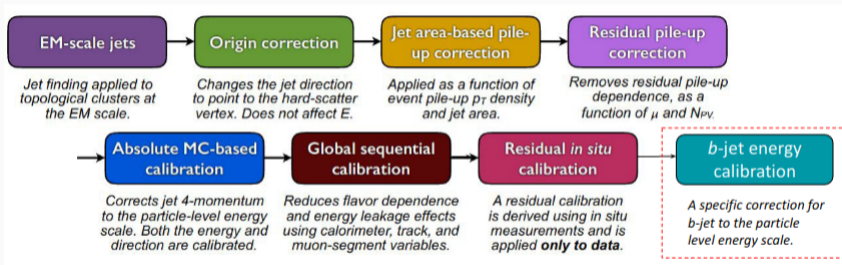 EM-scale jets
Jet finding applied to
topological clusters at
the EM scale.
Origin correction
Changes the jet direction
to point to the hard-scatter
vertex. Does not affect E.
Jet area-based pile-
up correction
Applied as a function of
event pile-up pT density
and jet area.
Residual pile-up
correction
Removes residual pile-up
dependence, as a
function of μ and NPV.
Absolute MC-based
calibration
Corrects jet 4-momentum
to the particle-level energy
scale. Both the energy and
direction are calibrated.
Global sequential
calibration
Reduces flavor dependence
and energy leakage effects
using calorimeter, track, and
muon-segment variables.
Residual in situ
calibration
A residual calibration
is derived using in situ
measurements and is
applied only to data.
b-jet energy
calibration
A specific correction for
b-jet to the particle
level energy scale.